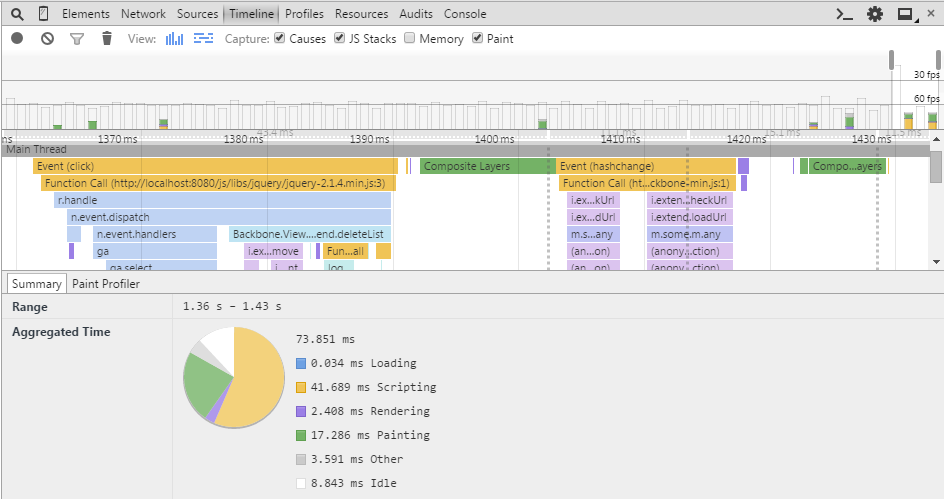 Elements Network Sources Timeline Profiles Resources Audits Console
View: Capture: Causes JS Stacks Memory Paint
30 fps
60 fps
43.4 ms 15.1 ms 11.5 ms
ms 1370 ms 1380 ms 1390 ms 1400 ms 1410 ms 1420 ms 1430 ms
Main Thread
Event (click) Composite Layers Event (hashchange) Compo...ayers
Function Call (http://localhost:8080/js/libs/jquery/jquery-2.1.4.min.js:3) Function Call (ht...ckbone-min.js:1)
r.handle i.ex...kUrl i.exten...heckUrl
n.event.dispatch i.ex...dUrl i.extend.loadUrl
n.event.handlers Backbone.View....end.deleteList m.s...any m.some.m.any
ga i.ex...move Fun...all (an...on) (anony...ction)
ga.select i....nt log (an...on) (anony...ction)
Summary Paint Profiler
Range 1.36 s – 1.43 s
Aggregated Time
73.851 ms
0.034 ms Loading
41.689 ms Scripting
2.408 ms Rendering
17.286 ms Painting
3.591 ms Other
8.843 ms Idle